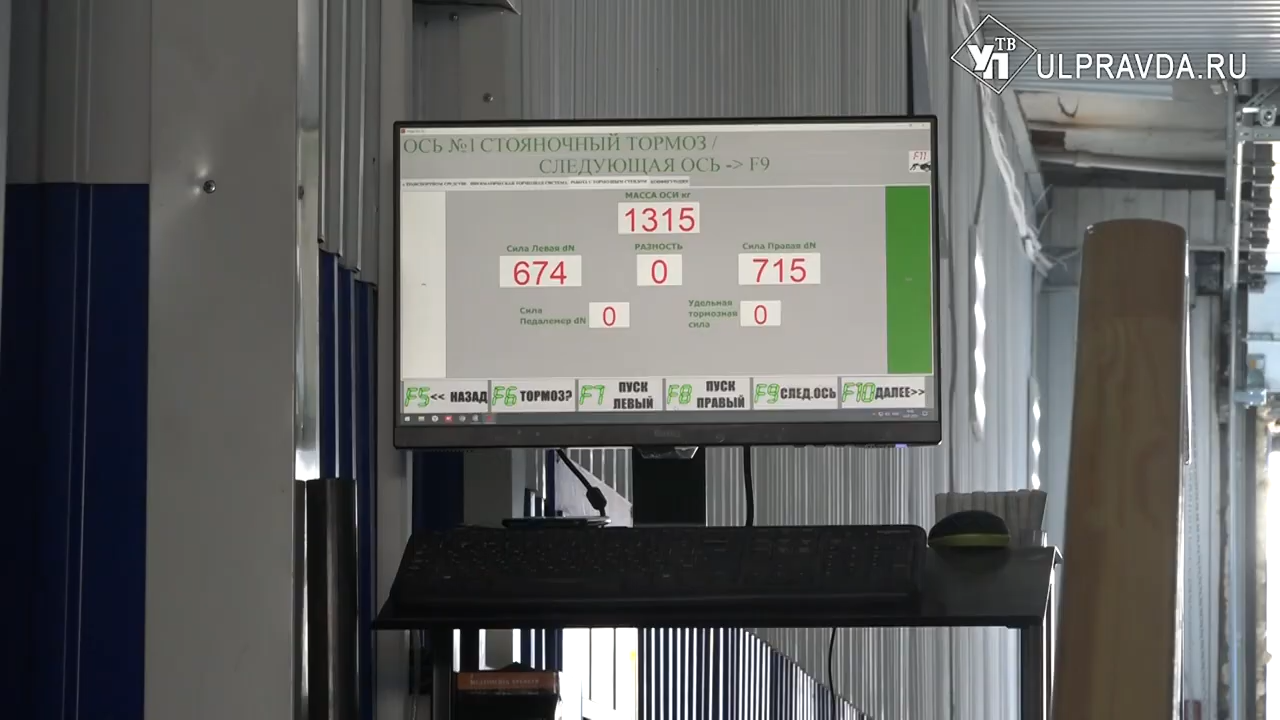 УП ТВ
ULPRAVDA.RU
ОСЬ №1 СТОЯНОЧНЫЙ ТОРМОЗ /
СЛЕДУЮЩАЯ ОСЬ -> F9
F11
МАССА ОСИ кг
1315
Сила Левая dN
РАЗНОСТЬ
Сила Правая dN
674
0
715
Сила
Педалемер dN
0
Удельная
тормозная
сила
0
F5 << НАЗАД
F6 ТОРМОЗ?
F7 ПУСК
ЛЕВЫЙ
F8 ПУСК
ПРАВЫЙ
F9 СЛЕД.ОСЬ
F10 ДАЛЕЕ>>